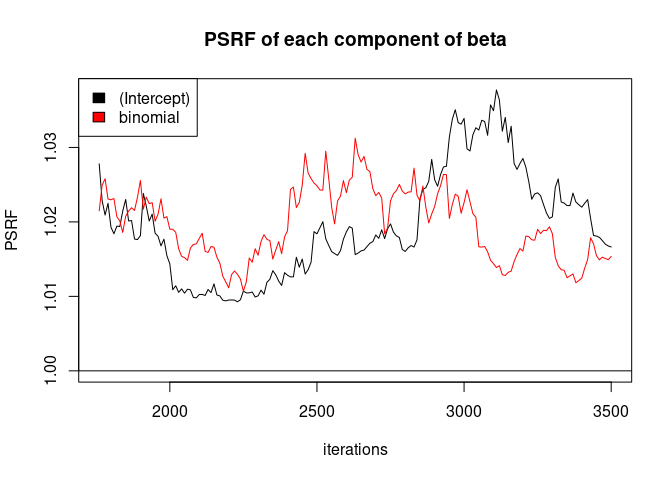 PSRF of each component of beta
(Intercept)
binomial
PSRF
1.03
1.02
1.01
1.00
2000 2500 3000 3500
iterations